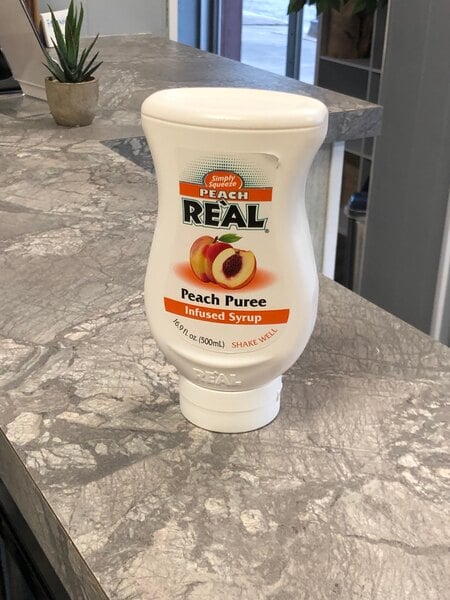 Simply
Squeeze
PEACH
REÀL
Peach Puree
Infused Syrup
16.9 fl. oz. (500mL) SHAKE WELL
REAL